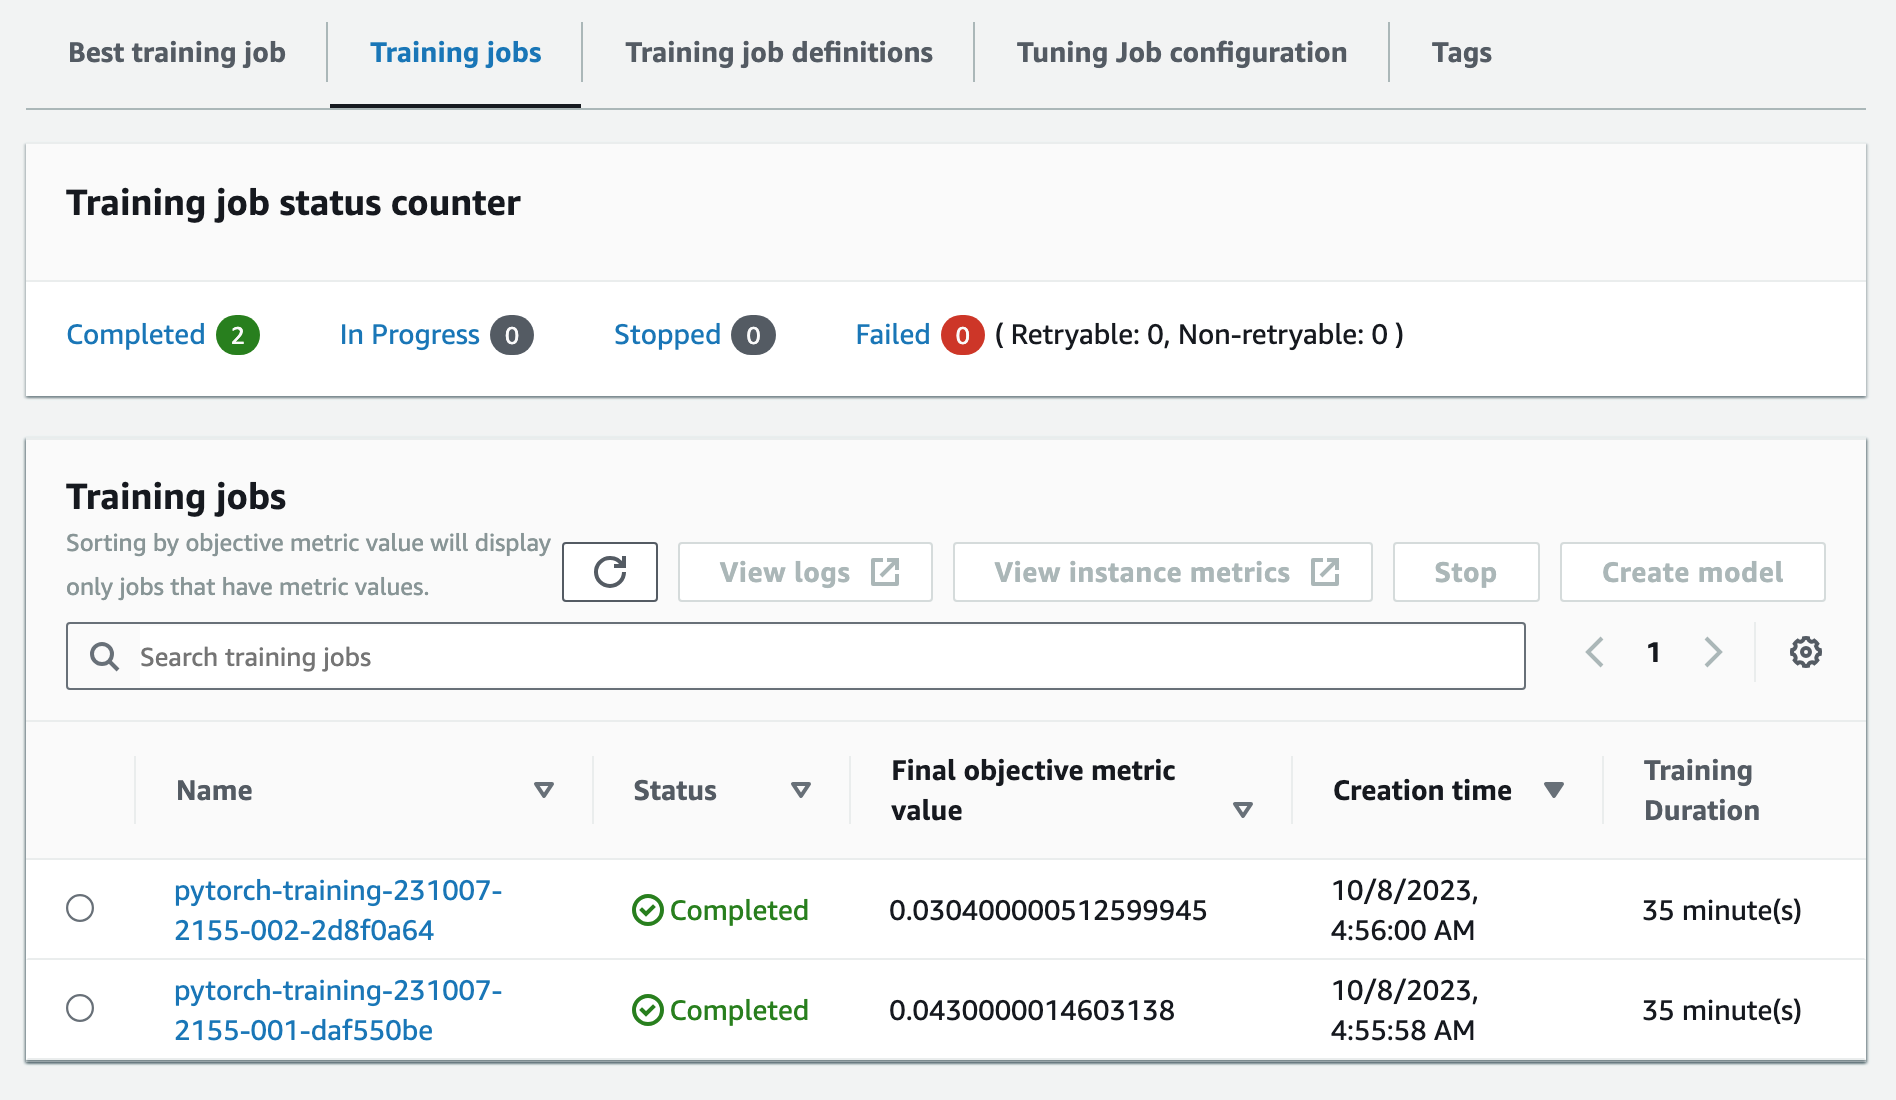 Best training job
Training jobs
Training job definitions
Tuning Job configuration
Tags
Training job status counter
Completed 2
In Progress 0
Stopped 0
Failed 0 ( Retryable: 0, Non-retryable: 0 )
Training jobs
Sorting by objective metric value will display
only jobs that have metric values.
View logs
View instance metrics
Stop
Create model
Search training jobs
1
Name
Status
Final objective metric
value
Creation time
Training
Duration
pytorch-training-231007-
2155-002-2d8f0a64
Completed
0.030400000512599945
10/8/2023,
4:56:00 AM
35 minute(s)
pytorch-training-231007-
2155-001-daf550be
Completed
0.0430000014603138
10/8/2023,
4:55:58 AM
35 minute(s)